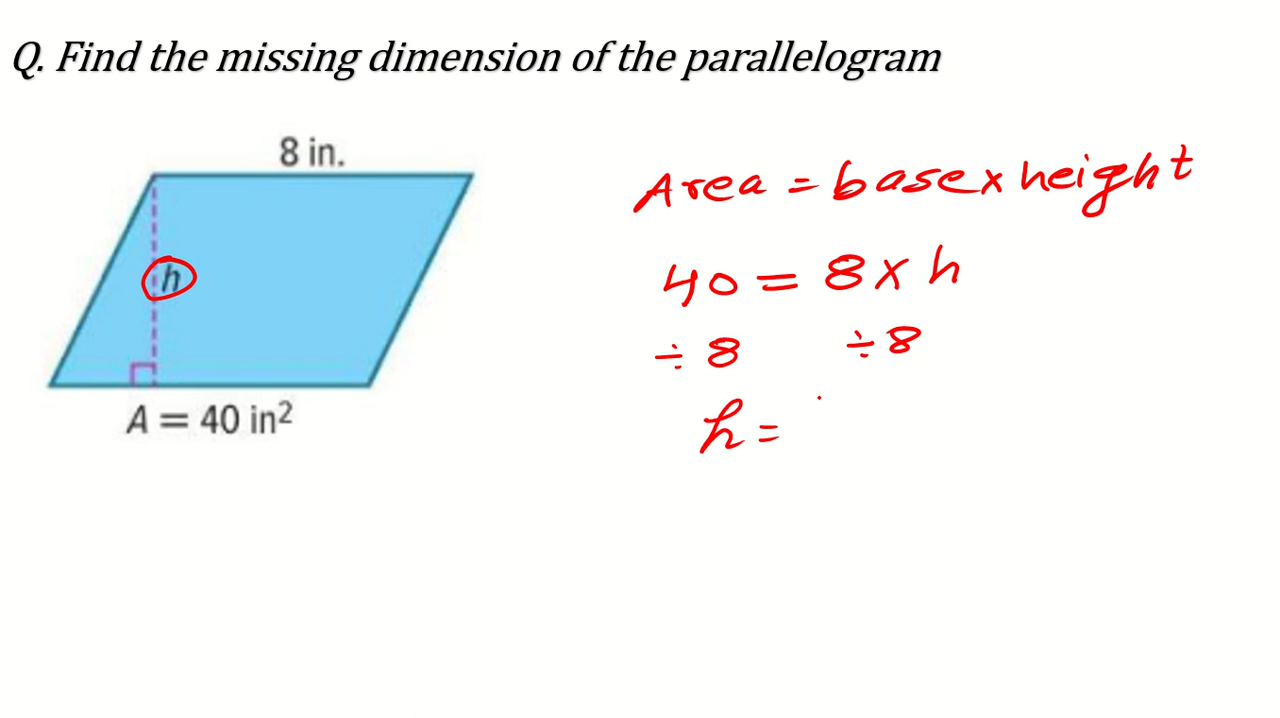 Q. Find the missing dimension of the parallelogram
8 in.
h
A = 40 in²
Area = base x height
40 = 8 x h
÷ 8 ÷8
h =